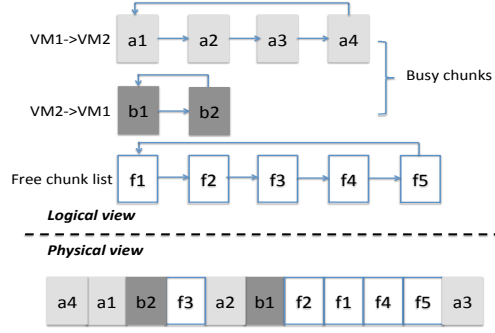 VM1->VM2 a1 a2 a3 a4
Busy chunks
VM2->VM1 b1 b2
Free chunk list f1 f2 f3 f4 f5
Logical view
Physical view
a4 a1 b2 f3 a2 b1 f2 f1 f4 f5 a3